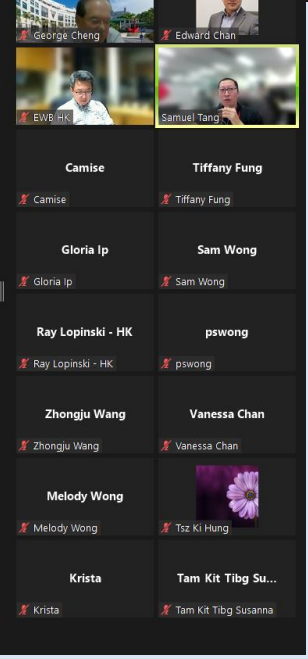 George Cheng
Edward Chan
EWB HK
Samuel Tang
Camise
Tiffany Fung
Camise
Tiffany Fung
Gloria Ip
Sam Wong
Gloria Ip
Sam Wong
Ray Lopinski - HK
pswong
Ray Lopinski - HK
pswong
Zhongju Wang
Vanessa Chan
Zhongju Wang
Vanessa Chan
Melody Wong
Melody Wong
Tsz Ki Hung
Krista
Tam Kit Tibg Su...
Krista
Tam Kit Tibg Susanna